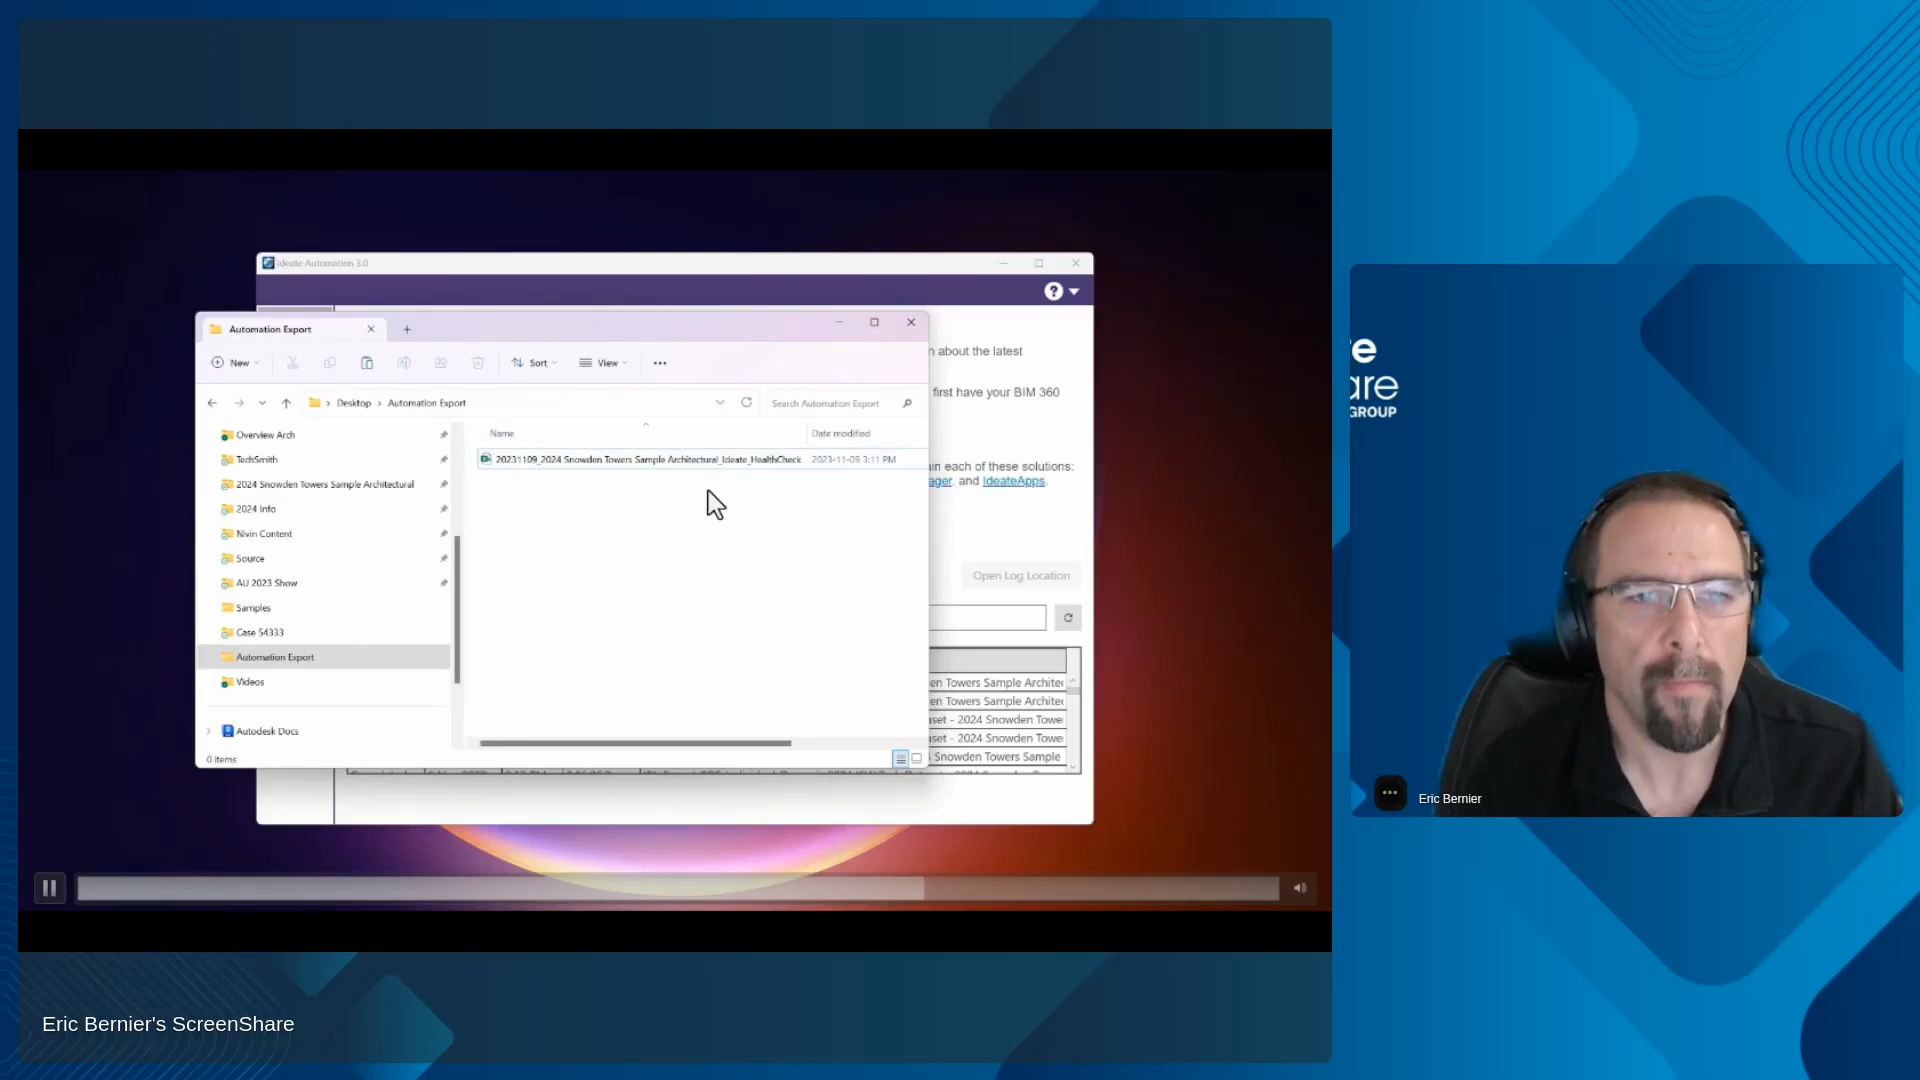 Ideate Automation 3.0
?
Automation Export
New
Sort
View
Desktop > Automation Export
Search Automation Export
Name
Date modified
20231109_2024 Snowden Towers Sample Architectural_Ideate_HealthCheck
2023-11-09 3:11 PM
Overview Arch
TechSmith
2024 Snowden Towers Sample Architectural
2024 Info
Nivin Content
Source
AU 2023 Show
Samples
Case 54333
Automation Export
Videos
Autodesk Docs
0 items
n about the latest
first have your BIM 360
in each of these solutions:
ager, and IdeateApps.
Open Log Location
en Towers Sample Architec
en Towers Sample Architec
aset - 2024 Snowden Towe
aset - 2024 Snowden Towe
Snowden Towers Sample
Eric Bernier's ScreenShare
e
are
GROUP
Eric Bernier